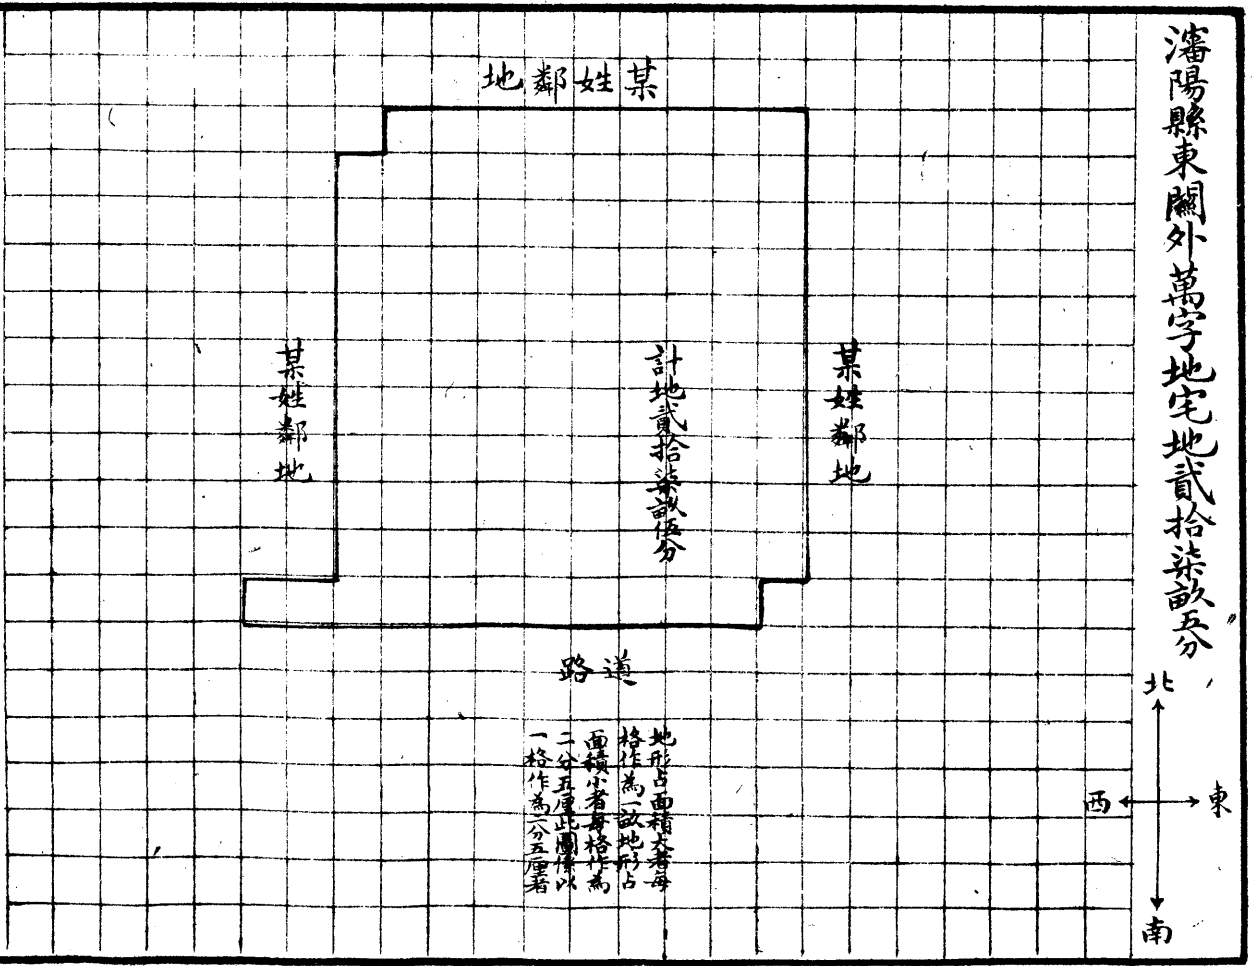 瀋陽縣東關外萬字地宅地貳拾柒畝五分
某姓鄰地
某姓鄰地
計地貳拾柒畝伍分
某姓鄰地
道路
地形占面積大者每
格作為一畝地形占
面積小者每格作為
二分五厘此圖係以
一格作為二分五厘者
北
東
西
南